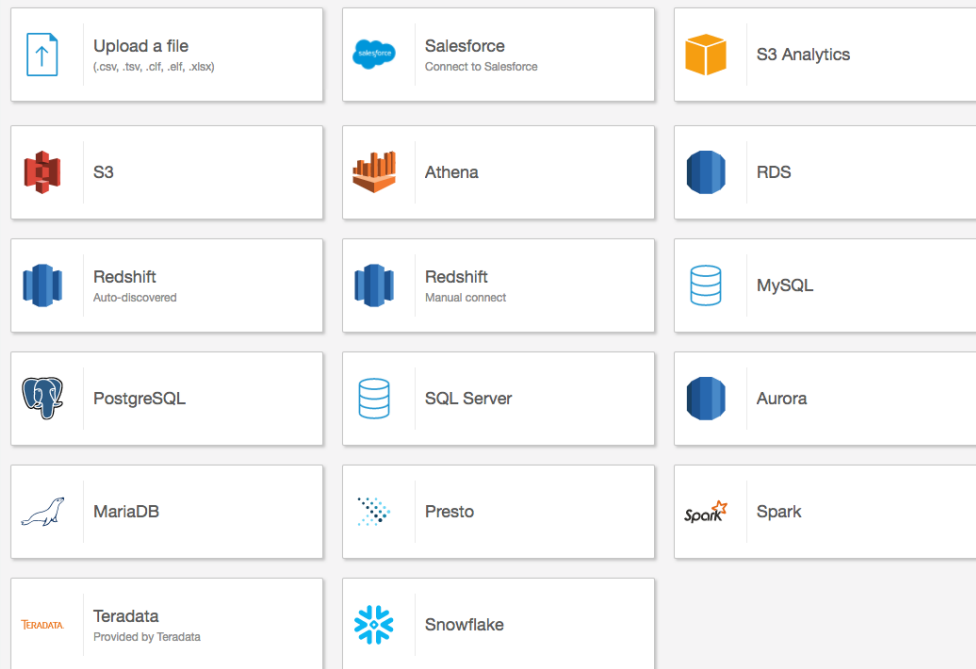 Upload a file
(.csv, .tsv, .clf, .elf, .xlsx)
salesforce
Salesforce
Connect to Salesforce
S3 Analytics
S3
Athena
RDS
Redshift
Auto-discovered
Redshift
Manual connect
MySQL
PostgreSQL
SQL Server
Aurora
MariaDB
Presto
Spark
Spark
TERADATA.
Teradata
Provided by Teradata
Snowflake